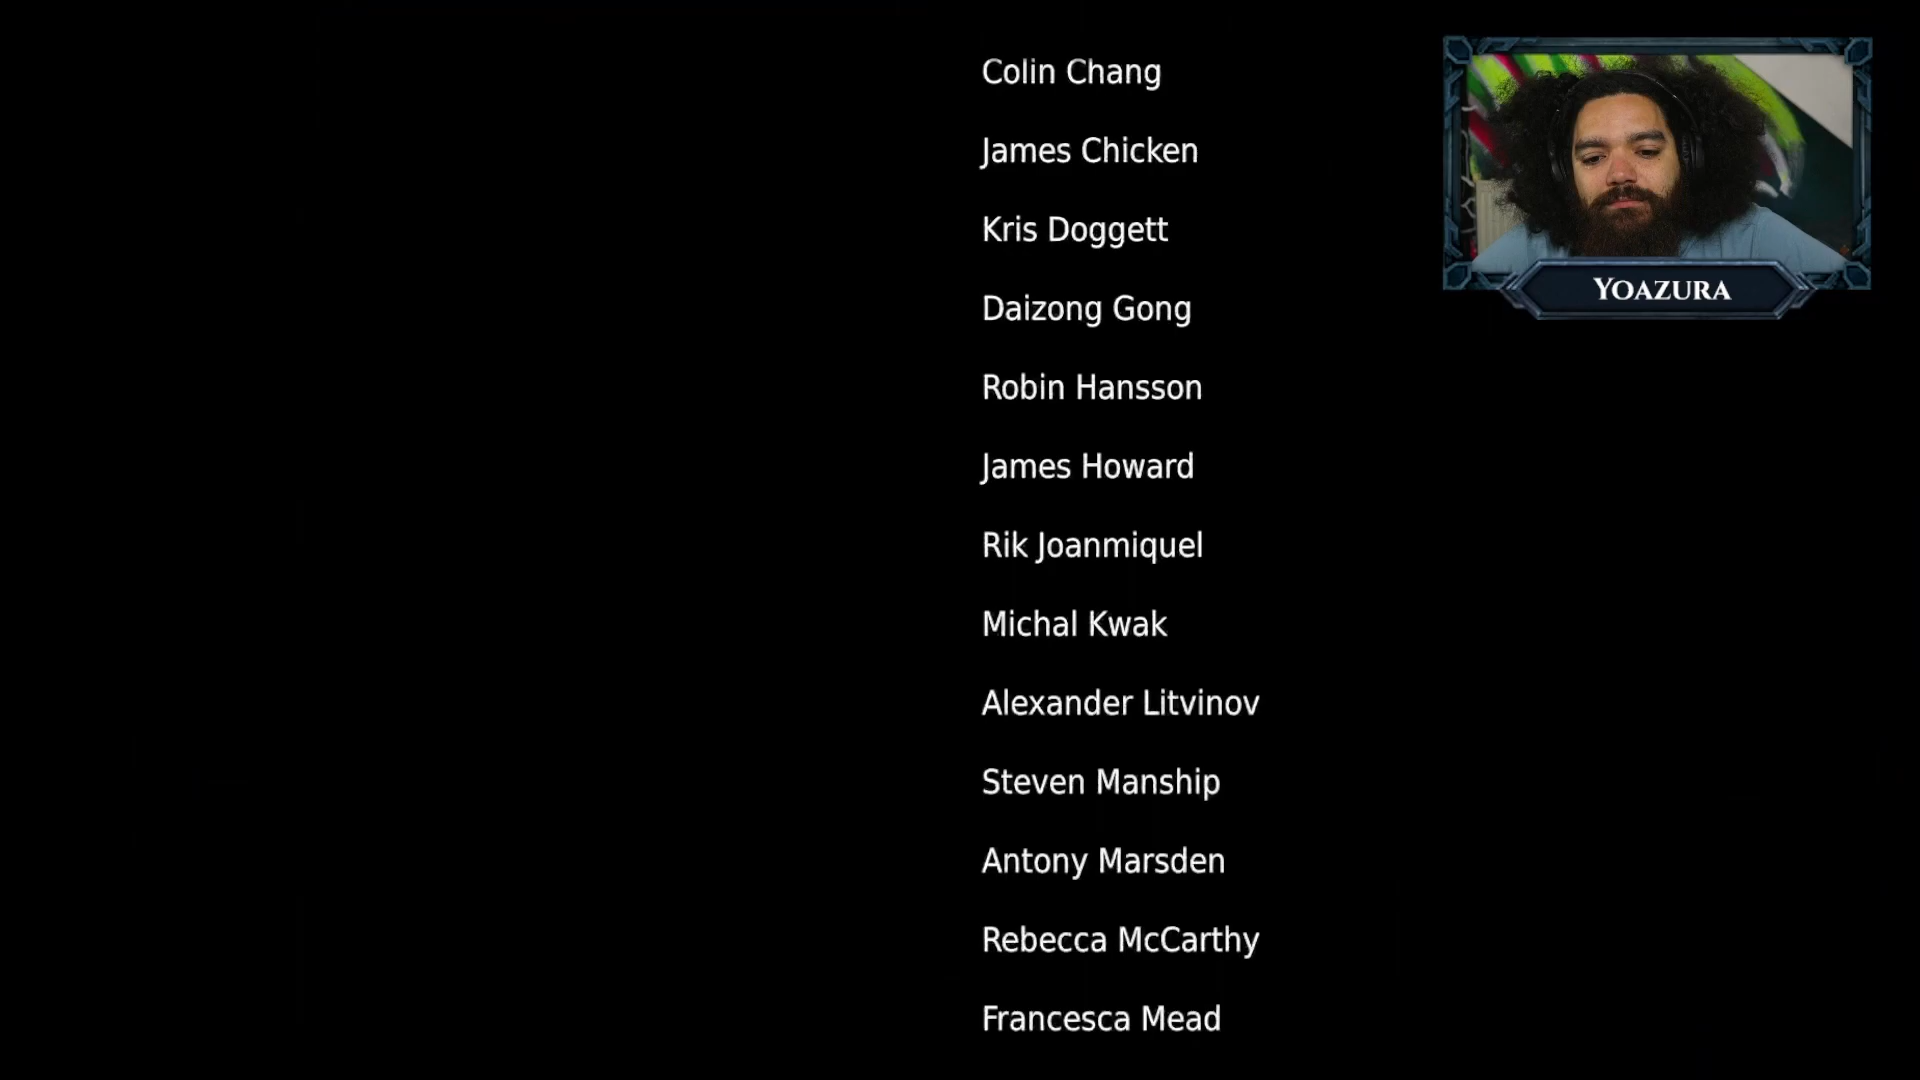 Colin Chang
James Chicken
Kris Doggett
Daizong Gong
Robin Hansson
James Howard
Rik Joanmiquel
Michal Kwak
Alexander Litvinov
Steven Manship
Antony Marsden
Rebecca McCarthy
Francesca Mead
YOAZURA